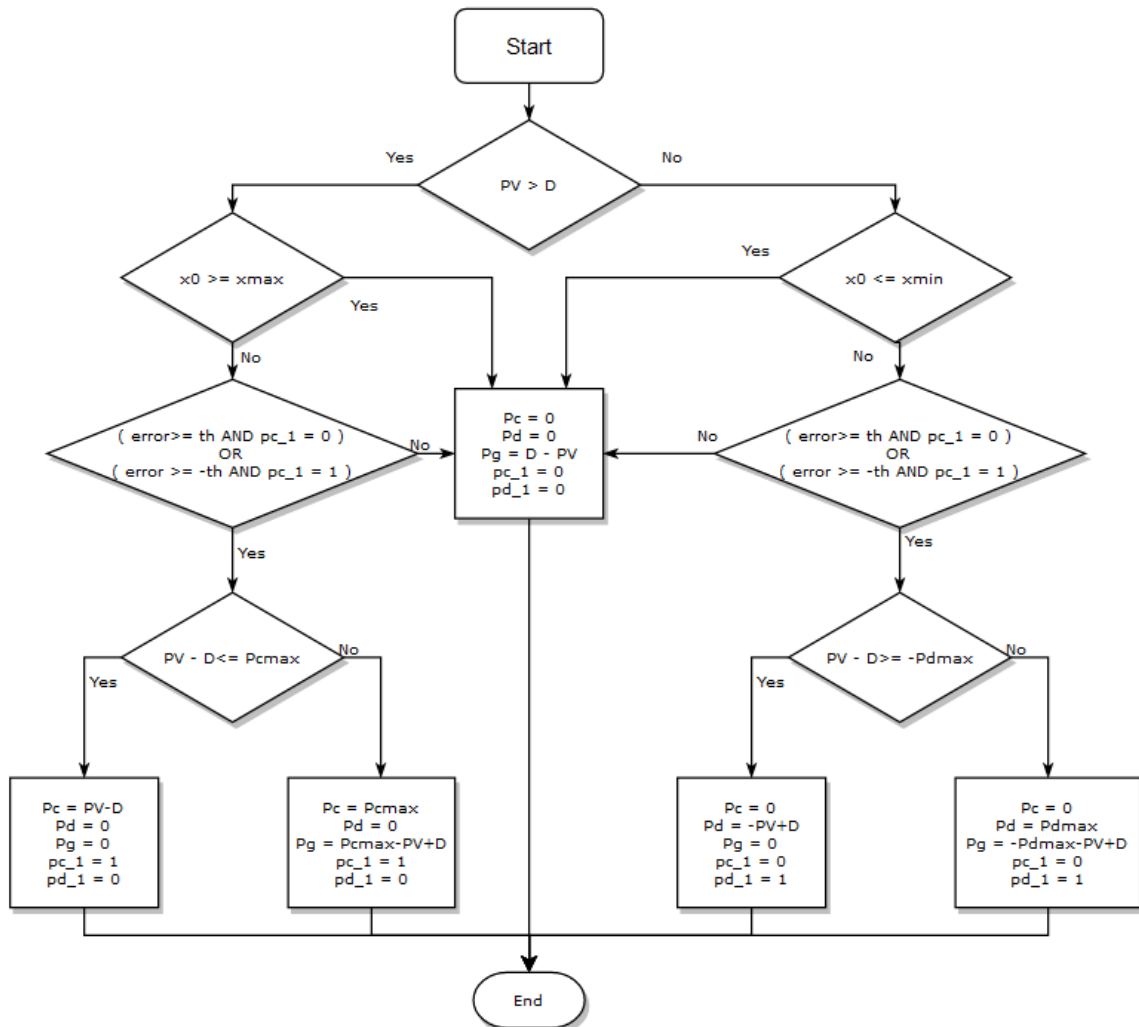 Start
Yes
No
PV > D
x0 >= xmax
Yes
No
Yes
x0 <= xmin
No
( error>= th AND pc_1 = 0 )
OR
( error >= -th AND pc_1 = 1 )
No
Yes
Pc = 0
Pd = 0
Pg = D - PV
pc_1 = 0
pd_1 = 0
No
( error>= th AND pc_1 = 0 )
OR
( error >= -th AND pc_1 = 1 )
Yes
PV - D<= Pcmax
Yes
No
PV - D>= -Pdmax
Yes
No
Pc = PV-D
Pd = 0
Pg = 0
pc_1 = 1
pd_1 = 0
Pc = Pcmax
Pd = 0
Pg = Pcmax-PV+D
pc_1 = 1
pd_1 = 0
Pc = 0
Pd = -PV+D
Pg = 0
pc_1 = 0
pd_1 = 1
Pc = 0
Pd = Pdmax
Pg = -Pdmax-PV+D
pc_1 = 0
pd_1 = 1
End